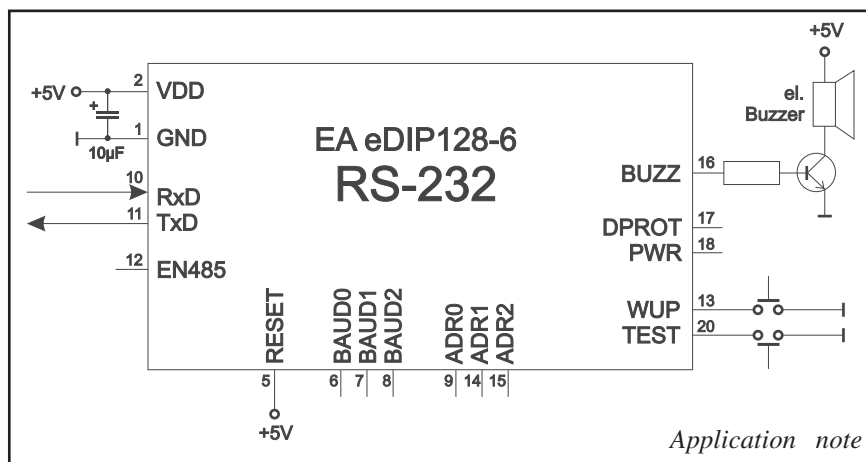 +5V
el.
Buzzer
2 VDD
+5V
+
1 GND
10µF
EA eDIP128-6
RS-232
10 RxD
11 TxD
12 EN485
BUZZ 16
DPROT 17
PWR 18
WUP 13
TEST 20
RESET
BAUD0
BAUD1
BAUD2
ADR0
ADR1
ADR2
5 6 7 8 9 14 15
+5V
Application note